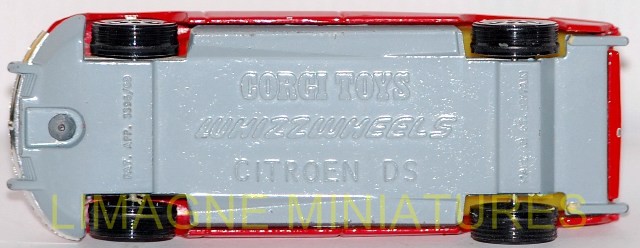 CORGI TOYS
WHIZZWHEELS
CITROEN DS
LIMAGNE MINIATURES